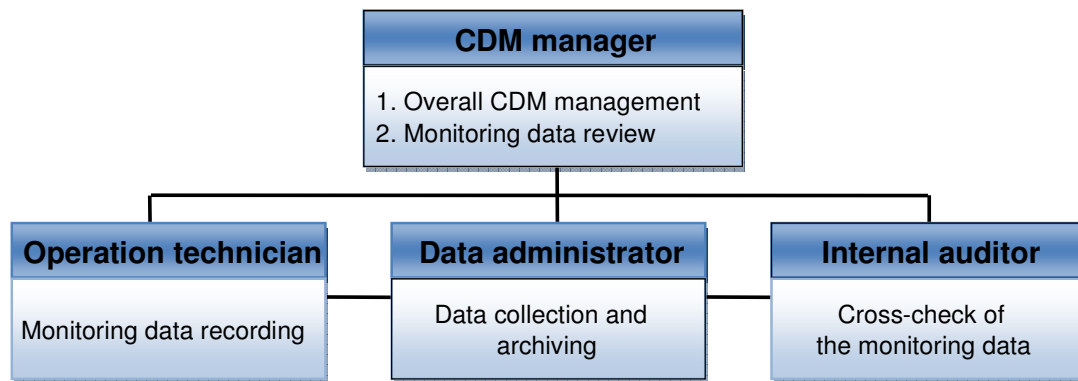 CDM manager
1. Overall CDM management
2. Monitoring data review
Operation technician
Monitoring data recording
Data administrator
Data collection and
archiving
Internal auditor
Cross-check of
the monitoring data